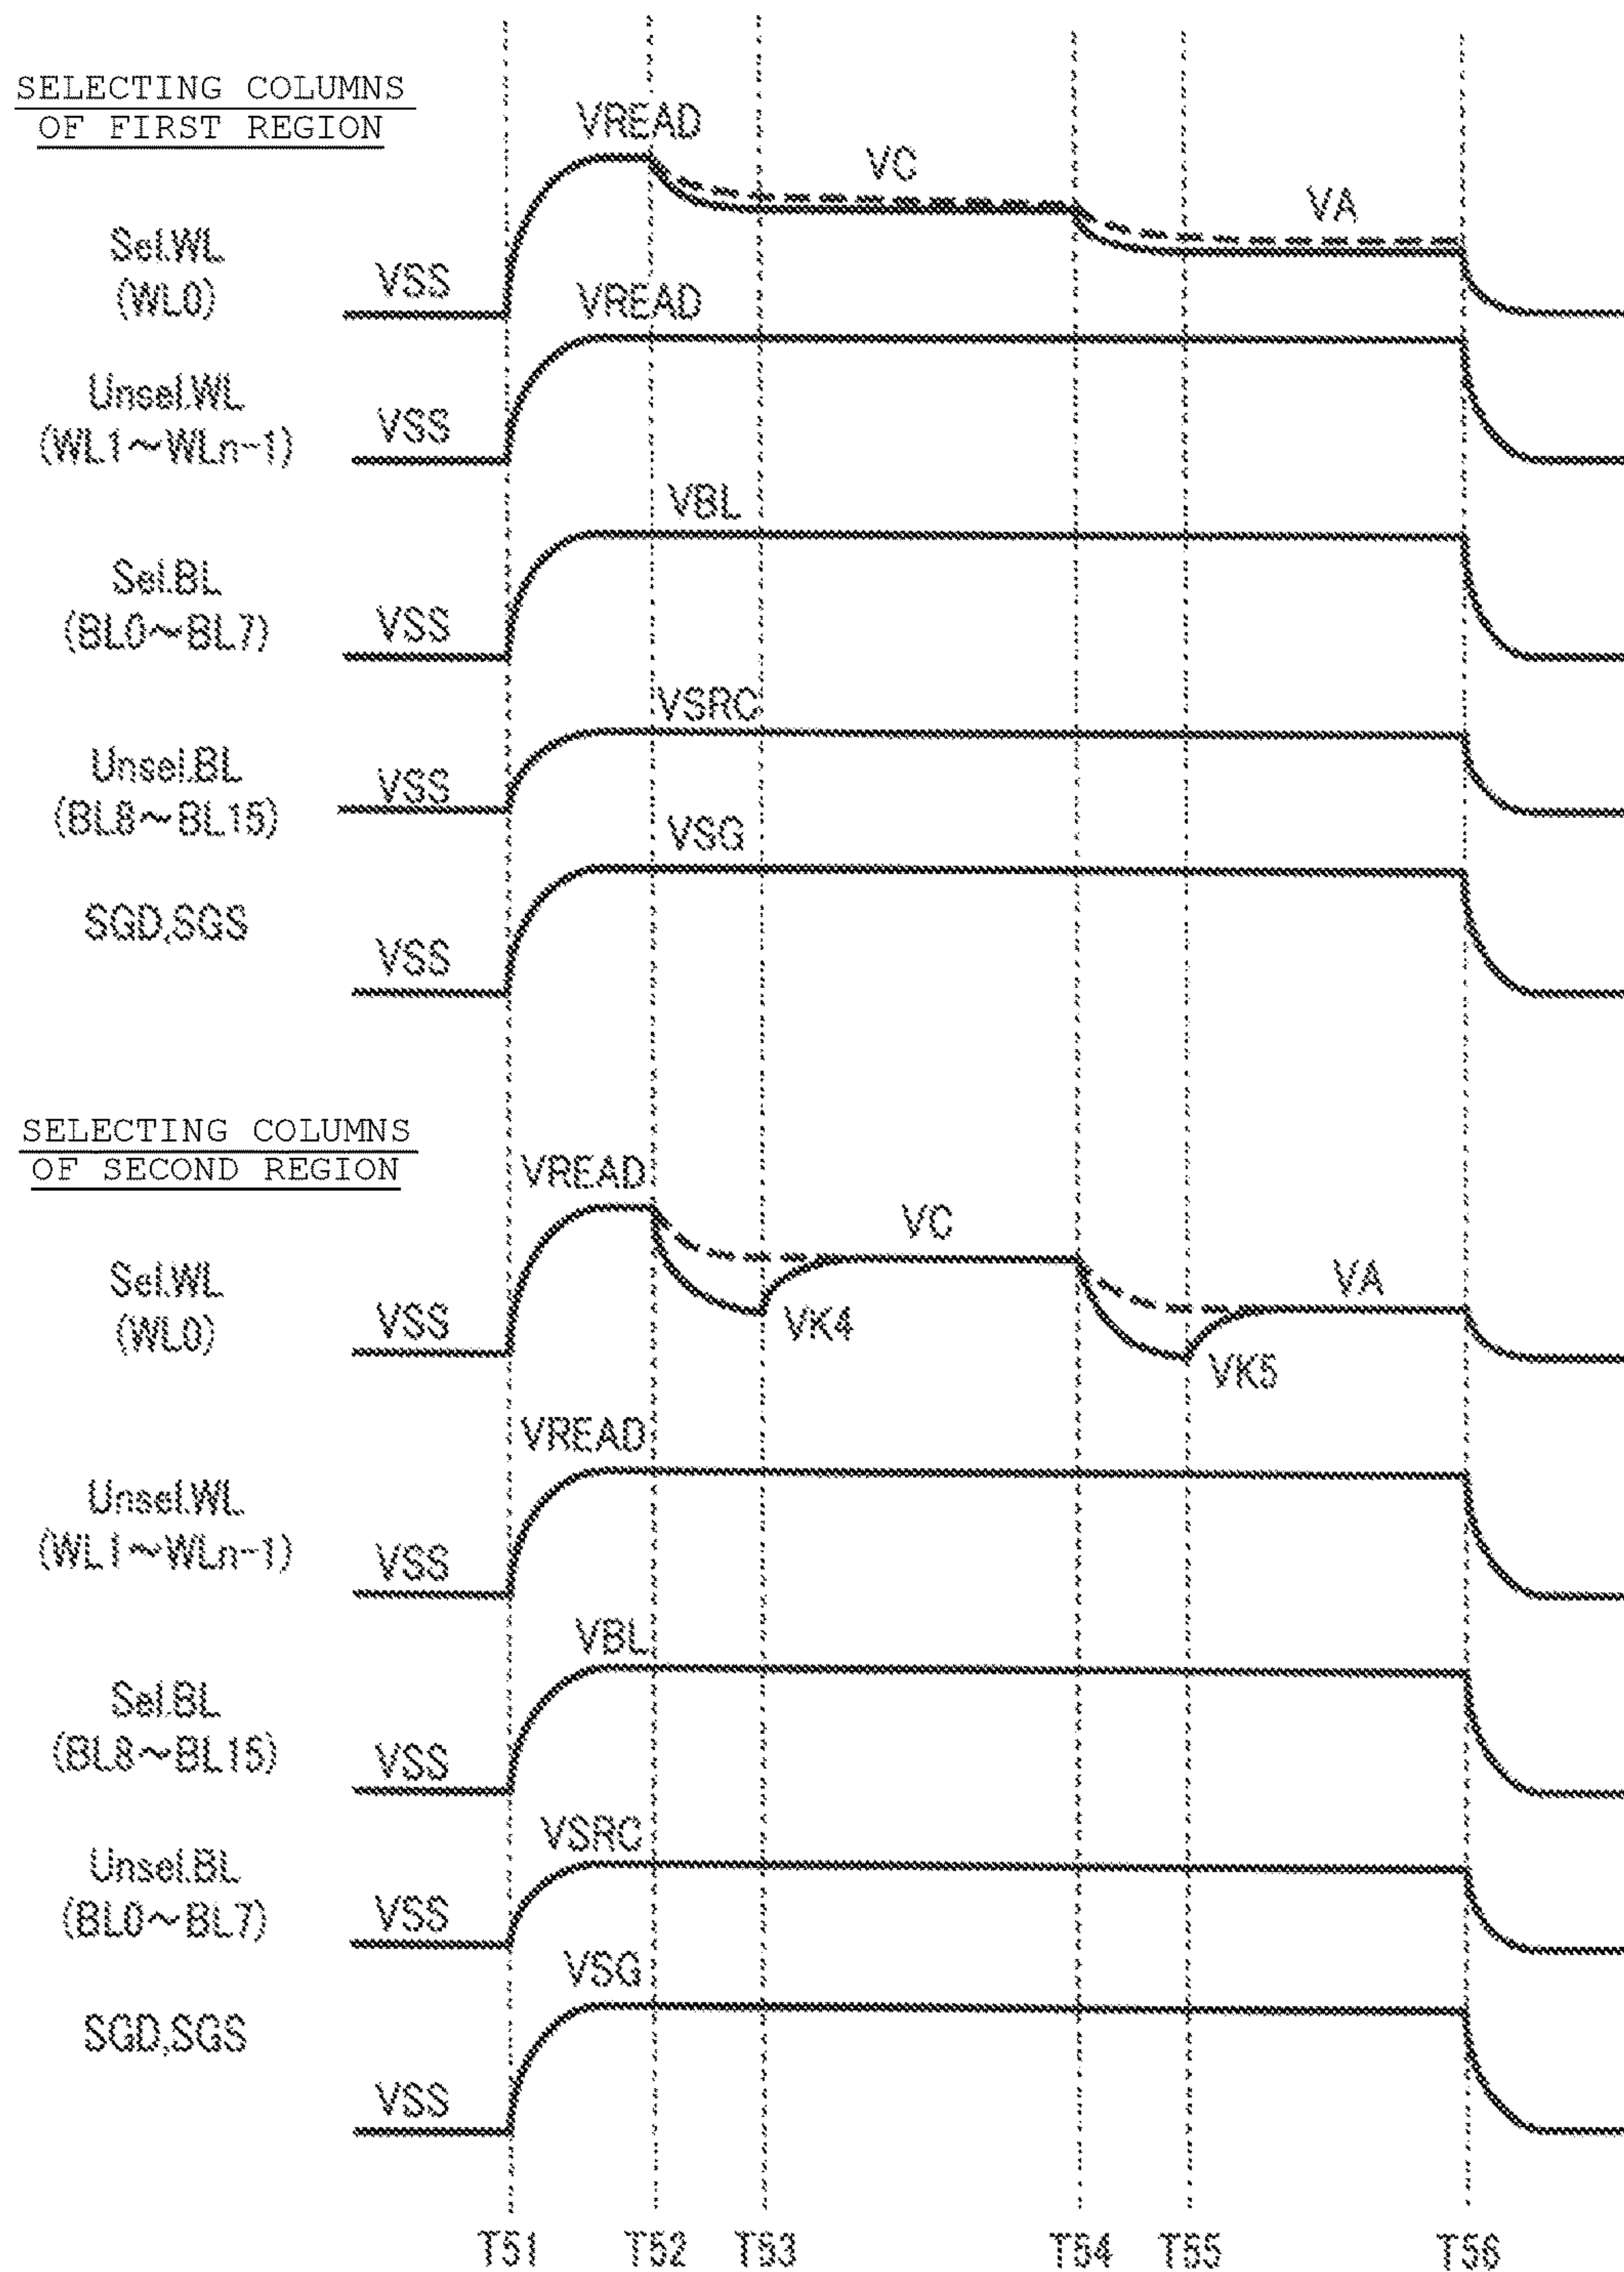 SELECTING COLUMNS
OF FIRST REGION
VREAD
VC
VA
Sel.WL
(WL0)
VSS
VREAD
Unsel.WL
(WL1~WLn-1)
VSS
VBL
Sel.BL
(BL0~BL7)
VSS
VSRC
Unsel.BL
(BL8~BL15)
VSS
VSG
SGD,SGS
VSS
SELECTING COLUMNS
OF SECOND REGION
VREAD
VC
VA
Sel.WL
(WL0)
VSS
VK4
VK5
VREAD
Unsel.WL
(WL1~WLn-1)
VSS
VBL
Sel.BL
(BL8~BL15)
VSS
VSRC
Unsel.BL
(BL0~BL7)
VSS
VSG
SGD,SGS
VSS
T51 T52 T53 T54 T55 T56